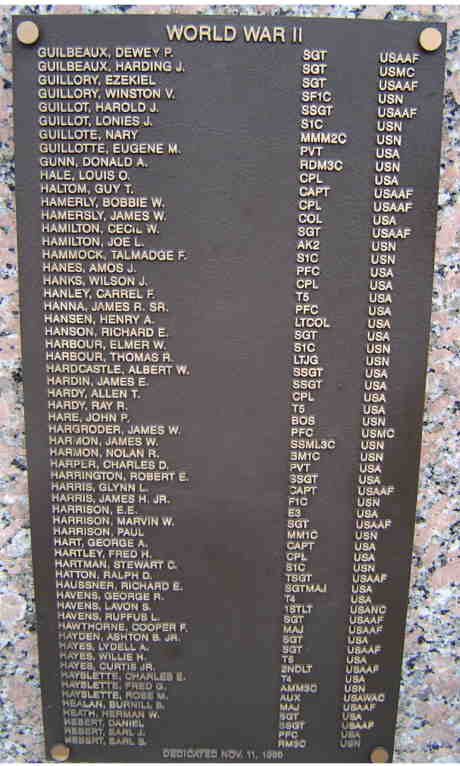 WORLD WAR II
GUILBEAUX, DEWEY P. SGT USAAF
GUILBEAUX, HARDING J. SGT USMC
GUILLORY, EZEKIEL SGT USAAF
GUILLORY, WINSTON V. SF1C USN
GUILLOT, HAROLD J. SSGT USAAF
GUILLOT, LONIES J. S1C USN
GUILLOTE, NARY MMM2C USN
GUILLOTTE, EUGENE M. PVT USA
GUNN, DONALD A. RDM3C USN
HALE, LOUIS O. CPL USA
HALTOM, GUY T. CAPT USAAF
HAMERLY, BOBBIE W. CPL USAAF
HAMERSLY, JAMES W. COL USA
HAMILTON, CECIL W. SGT USAAF
HAMILTON, JOE L. AK2 USN
HAMMOCK, TALMADGE F. S1C USN
HANES, AMOS J. PFC USA
HANKS, WILSON J. CPL USA
HANLEY, CARREL F. T5 USA
HANNA, JAMES R. SR. PFC USA
HANSEN, HENRY A. LTCOL USA
HANSON, RICHARD E. SGT USA
HARBOUR, ELMER W. S1C USN
HARBOUR, THOMAS R. LTJG USN
HARDCASTLE, ALBERT W. SSGT USA
HARDIN, JAMES E. SSGT USA
HARDY, ALLEN T. CPL USA
HARDY, RAY R. T5 USA
HARE, JOHN P. BOS USN
HARGRODER, JAMES W. PFC USMC
HARMON, JAMES W. SSML3C USN
HARMON, NOLAN R. BM1C USN
HARPER, CHARLES D. PVT USA
HARRINGTON, ROBERT E. SSGT USA
HARRIS, GLYNN L. CAPT USAAF
HARRIS, JAMES H. JR. F1C USN
HARRISON, E.E. E3 USA
HARRISON, MARVIN W. SGT USAAF
HARRISON, PAUL MM1C USN
HART, GEORGE A. CAPT USA
HARTLEY, FRED H. CPL USA
HARTMAN, STEWART C. S1C USN
HATTON, RALPH D. TSGT USAAF
HAUSSNER, RICHARD E. SGTMAJ USA
HAVENS, GEORGE R. T4 USA
HAVENS, LAVON S. 1STLT USANC
HAVENS, RUFFUS L. SGT USAAF
HAWTHORNE, COOPER F. MAJ USAAF
HAYDEN, ASHTON B. JR. SGT USA
HAYES, LYDELL A. SGT USAAF
HAYES, WILLIE H. T5 USA
HAYES, CURTIS JR. 2NDLT USAAF
HAYSLETTE, CHARLES E. T4 USA
HAYSLETTE, FRED G. AMM3C USN
HAYSLETTE, ROSE M. AUX USAWAC
HEALAN, BURNILL B. MAJ USAAF
HEATH, HERMAN W. SGT USA
HEBERT, DANIEL SSGT USAAF
HEBERT, EARL J. PFC USA
HEBERT, EARL S. RM3C USN
DEDICATED NOV. 11, 1996